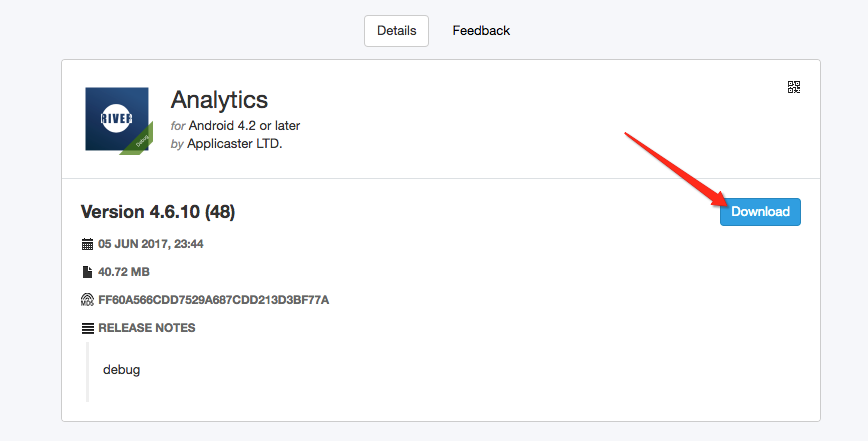 Details Feedback
Analytics
for Android 4.2 or later
by Applicaster LTD.
RIVER
Debug
Version 4.6.10 (48)
Download
05 JUN 2017, 23:44
40.72 MB
MD5 FF60A566CDD7529A687CDD213D3BF77A
RELEASE NOTES
debug